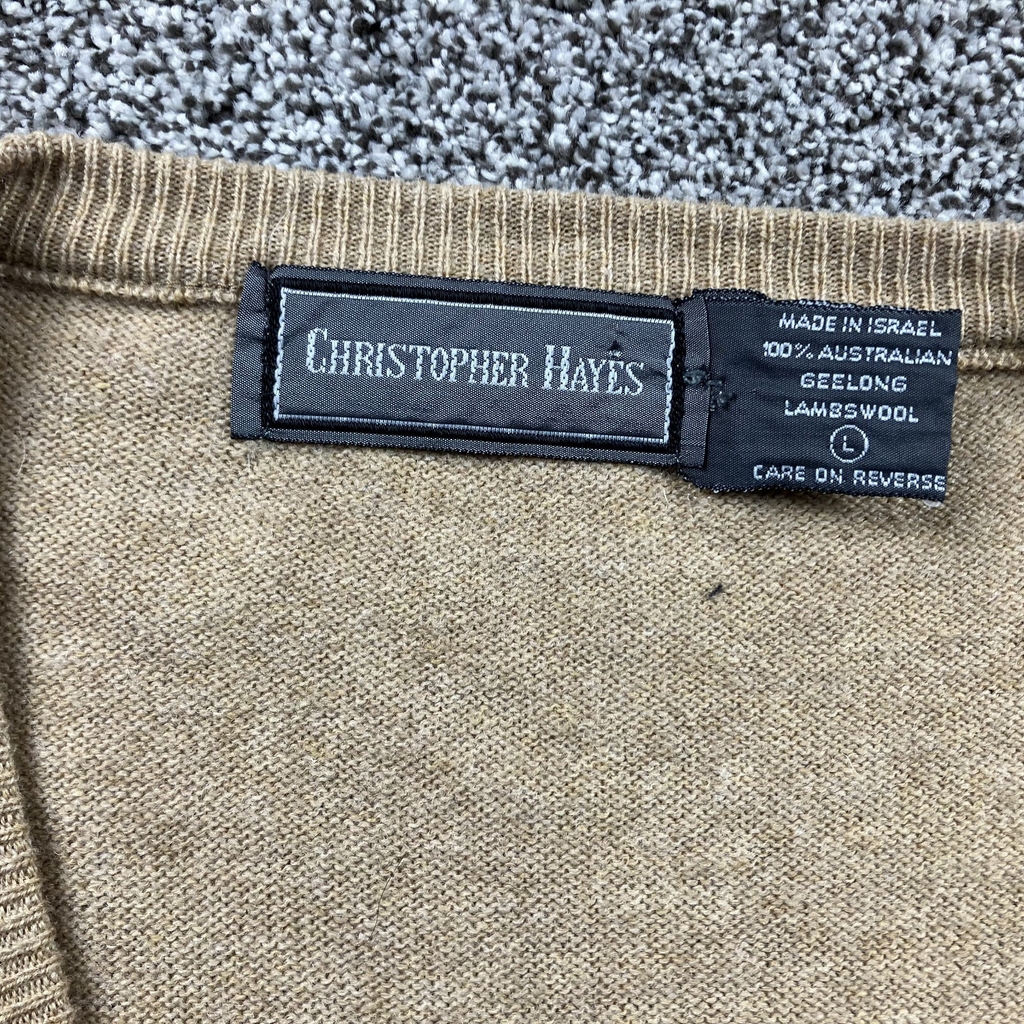 CHRISTOPHER HAYES
MADE IN ISRAEL
100% AUSTRALIAN
GEELONG
LAMBSWOOL
L
CARE ON REVERSE